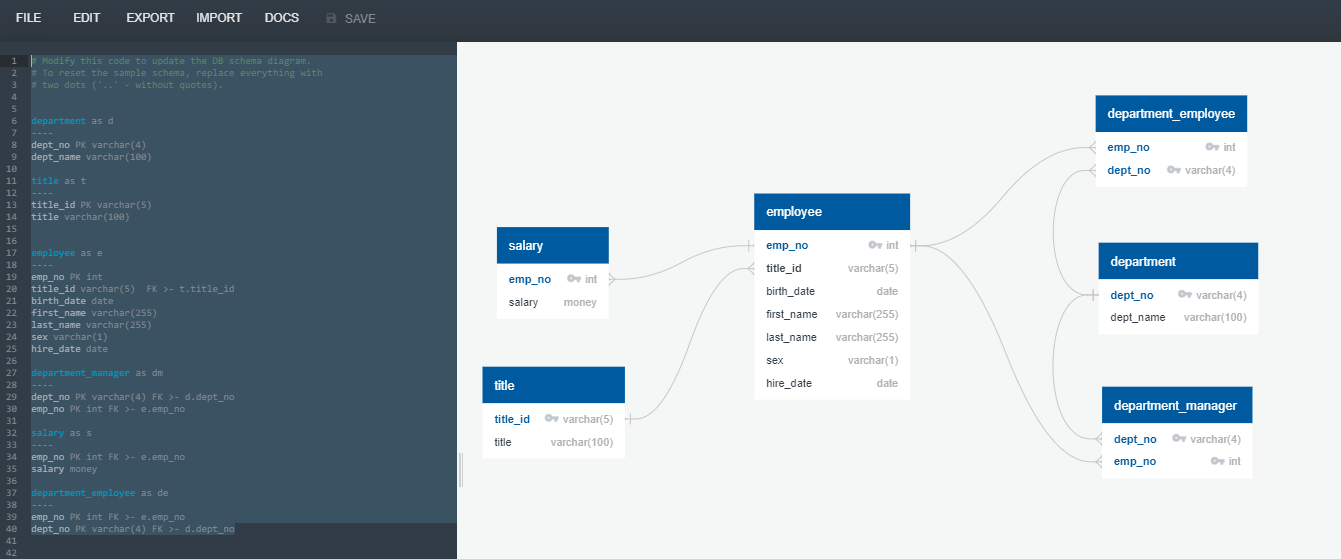 FILE EDIT EXPORT IMPORT DOCS SAVE
1 # Modify this code to update the DB schema diagram.
2 # To reset the sample schema, replace everything with
3 # two dots ('..' - without quotes).
4
5
6 department as d
7 ----
8 dept_no PK varchar(4)
9 dept_name varchar(100)
10
11 title as t
12 ----
13 title_id PK varchar(5)
14 title varchar(100)
15
16
17 employee as e
18 ----
19 emp_no PK int
20 title_id varchar(5)  FK >- t.title_id
21 birth_date date
22 first_name varchar(255)
23 last_name varchar(255)
24 sex varchar(1)
25 hire_date date
26
27 department_manager as dm
28 ----
29 dept_no PK varchar(4) FK >- d.dept_no
30 emp_no PK int FK >- e.emp_no
31
32 salary as s
33 ----
34 emp_no PK int FK >- e.emp_no
35 salary money
36
37 department_employee as de
38 ----
39 emp_no PK int FK >- e.emp_no
40 dept_no PK varchar(4) FK >- d.dept_no
41
42
salary
emp_no int
salary money
title
title_id varchar(5)
title varchar(100)
employee
emp_no int
title_id varchar(5)
birth_date date
first_name varchar(255)
last_name varchar(255)
sex varchar(1)
hire_date date
department_employee
emp_no int
dept_no varchar(4)
department
dept_no varchar(4)
dept_name varchar(100)
department_manager
dept_no varchar(4)
emp_no int